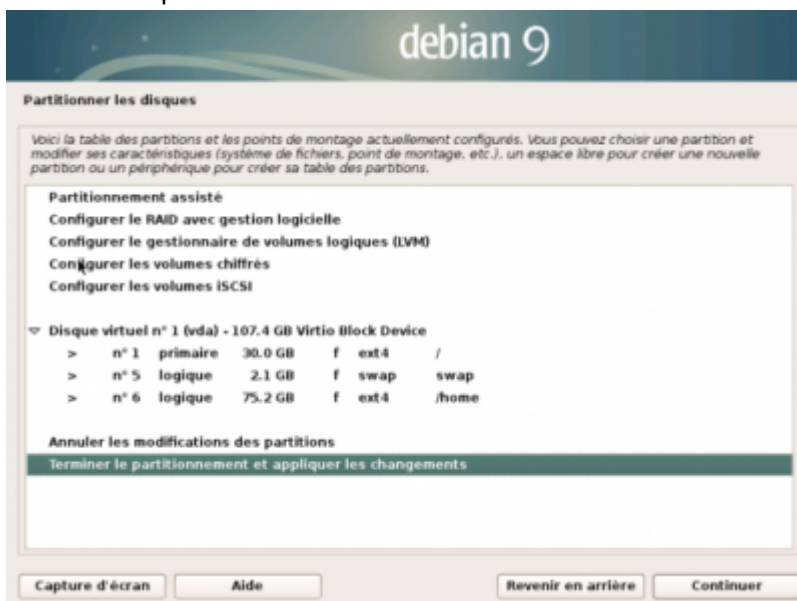 debian 9
Partitionner les disques
Voici la table des partitions et les points de montage actuellement configurés. Vous pouvez choisir une partition et
modifier ses caractéristiques (système de fichiers, point de montage, etc.), un espace libre pour créer une nouvelle
partition ou un périphérique pour créer sa table des partitions.
Partitionnement assisté
Configurer le RAID avec gestion logicielle
Configurer le gestionnaire de volumes logiques (LVM)
Configurer les volumes chiffrés
Configurer les volumes iSCSI
Disque virtuel n° 1 (vda) - 107.4 GB Virtio Block Device
> n° 1 primaire 30.0 GB f ext4 /
> n° 5 logique 2.1 GB f swap swap
> n° 6 logique 75.2 GB f ext4 /home
Annuler les modifications des partitions
Terminer le partitionnement et appliquer les changements
Capture d'écran Aide Revenir en arrière Continuer